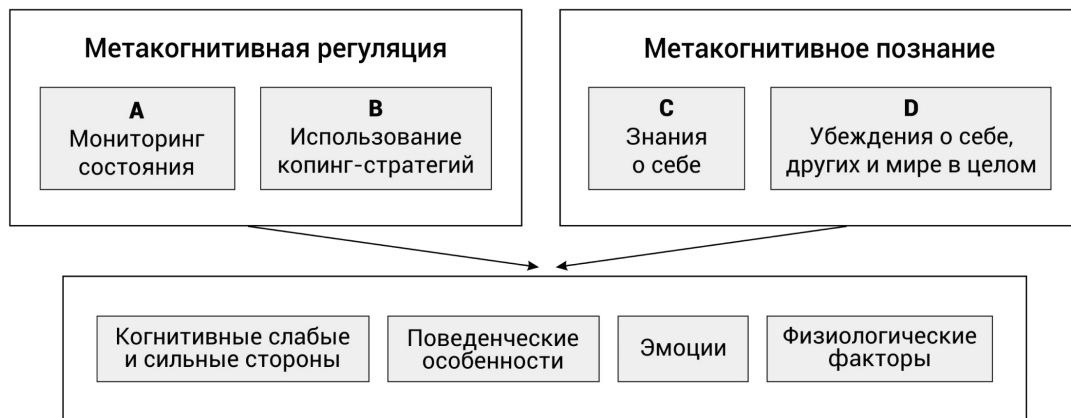 Метакогнитивная регуляция
A
Мониторинг
состояния
B
Использование
копинг-стратегий
Метакогнитивное познание
C
Знания
о себе
D
Убеждения о себе,
других и мире в целом
Когнитивные слабые
и сильные стороны
Поведенческие
особенности
Эмоции
Физиологические
факторы